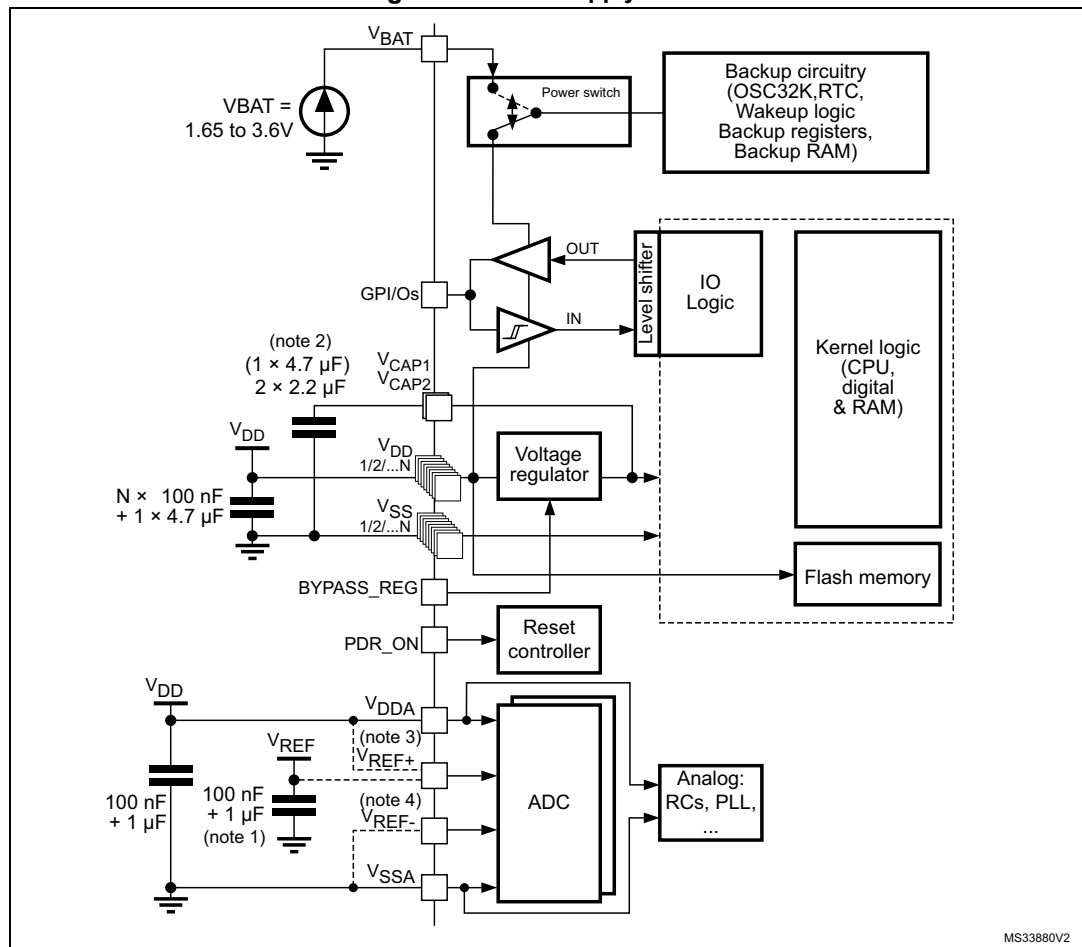 VBAT
VBAT =
1.65 to 3.6V
Power switch
Backup circuitry
(OSC32K,RTC,
Wakeup logic
Backup registers,
Backup RAM)
OUT
GPI/Os
IN
Level shifter
IO
Logic
Kernel logic
(CPU,
digital
& RAM)
(note 2)
(1 × 4.7 µF)
2 × 2.2 µF
VCAP1
VCAP2
VDD
VDD
1/2/...N
Voltage
regulator
N × 100 nF
+ 1 × 4.7 µF
VSS
1/2/...N
Flash memory
BYPASS_REG
PDR_ON
Reset
controller
VDD
VDDA
(note 3)
VREF
VREF+
100 nF
+ 1 µF
100 nF
+ 1 µF
(note 1)
(note 4)
VREF-
ADC
Analog:
RCs, PLL,
...
VSSA
MS33880V2